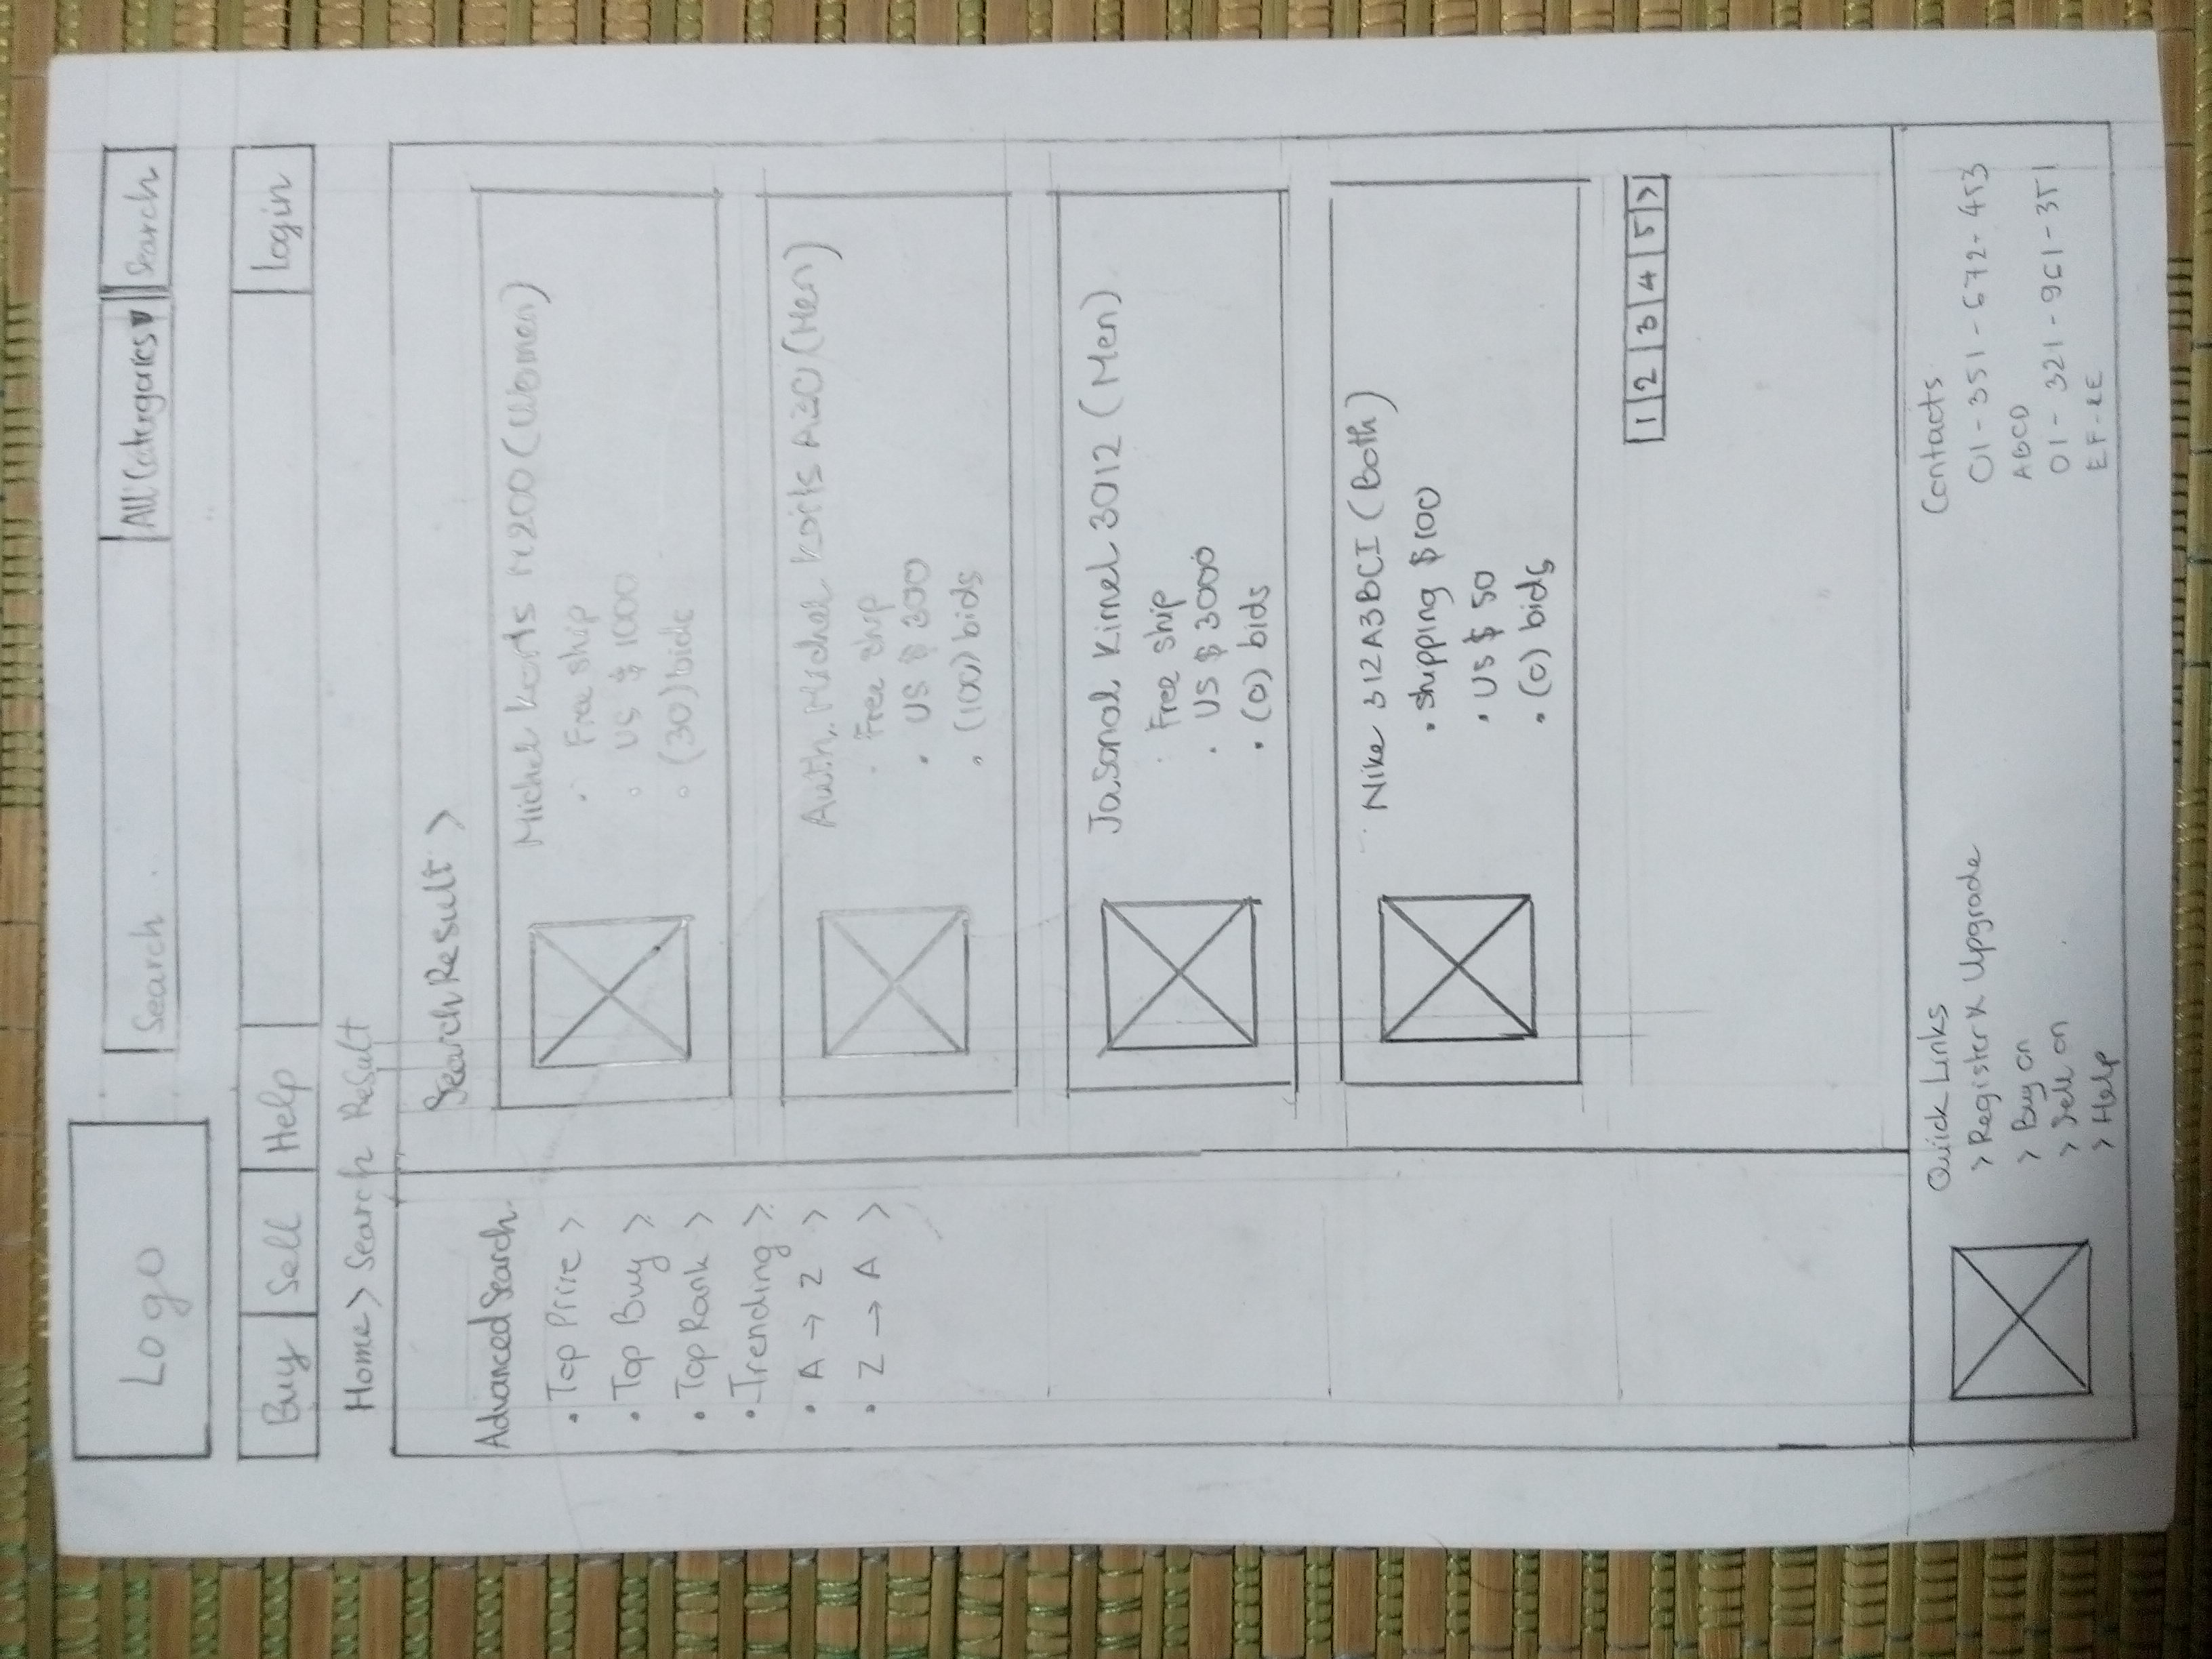 Logo
Search
All Catergories▼
Search
Buy
Sell
Help
Login
Home > Search Result
Advanced Search
• Top Price >
• Top Buy >
• Top Rank >
• Trending >
• A → Z >
• Z → A >
Search Result >
Michel Korls M200 (Women)
• Free ship
• US $ 1000
• (30) bids
Auth. Michel Korls A30 (Men)
• Free ship
• US $ 300
• (100) bids
Jasonal Kimel 3012 (Men)
• Free ship
• US $ 3000
• (0) bids
Nike 312A3BCI (Both)
• shipping $100
• US $ 50
• (0) bids
1 2 3 4 5 >
Quick Links
> Register & Upgrade
> Buy on
> Sell on
> Help
Contacts
01-351-672-453
ABCD
01-321-961-351